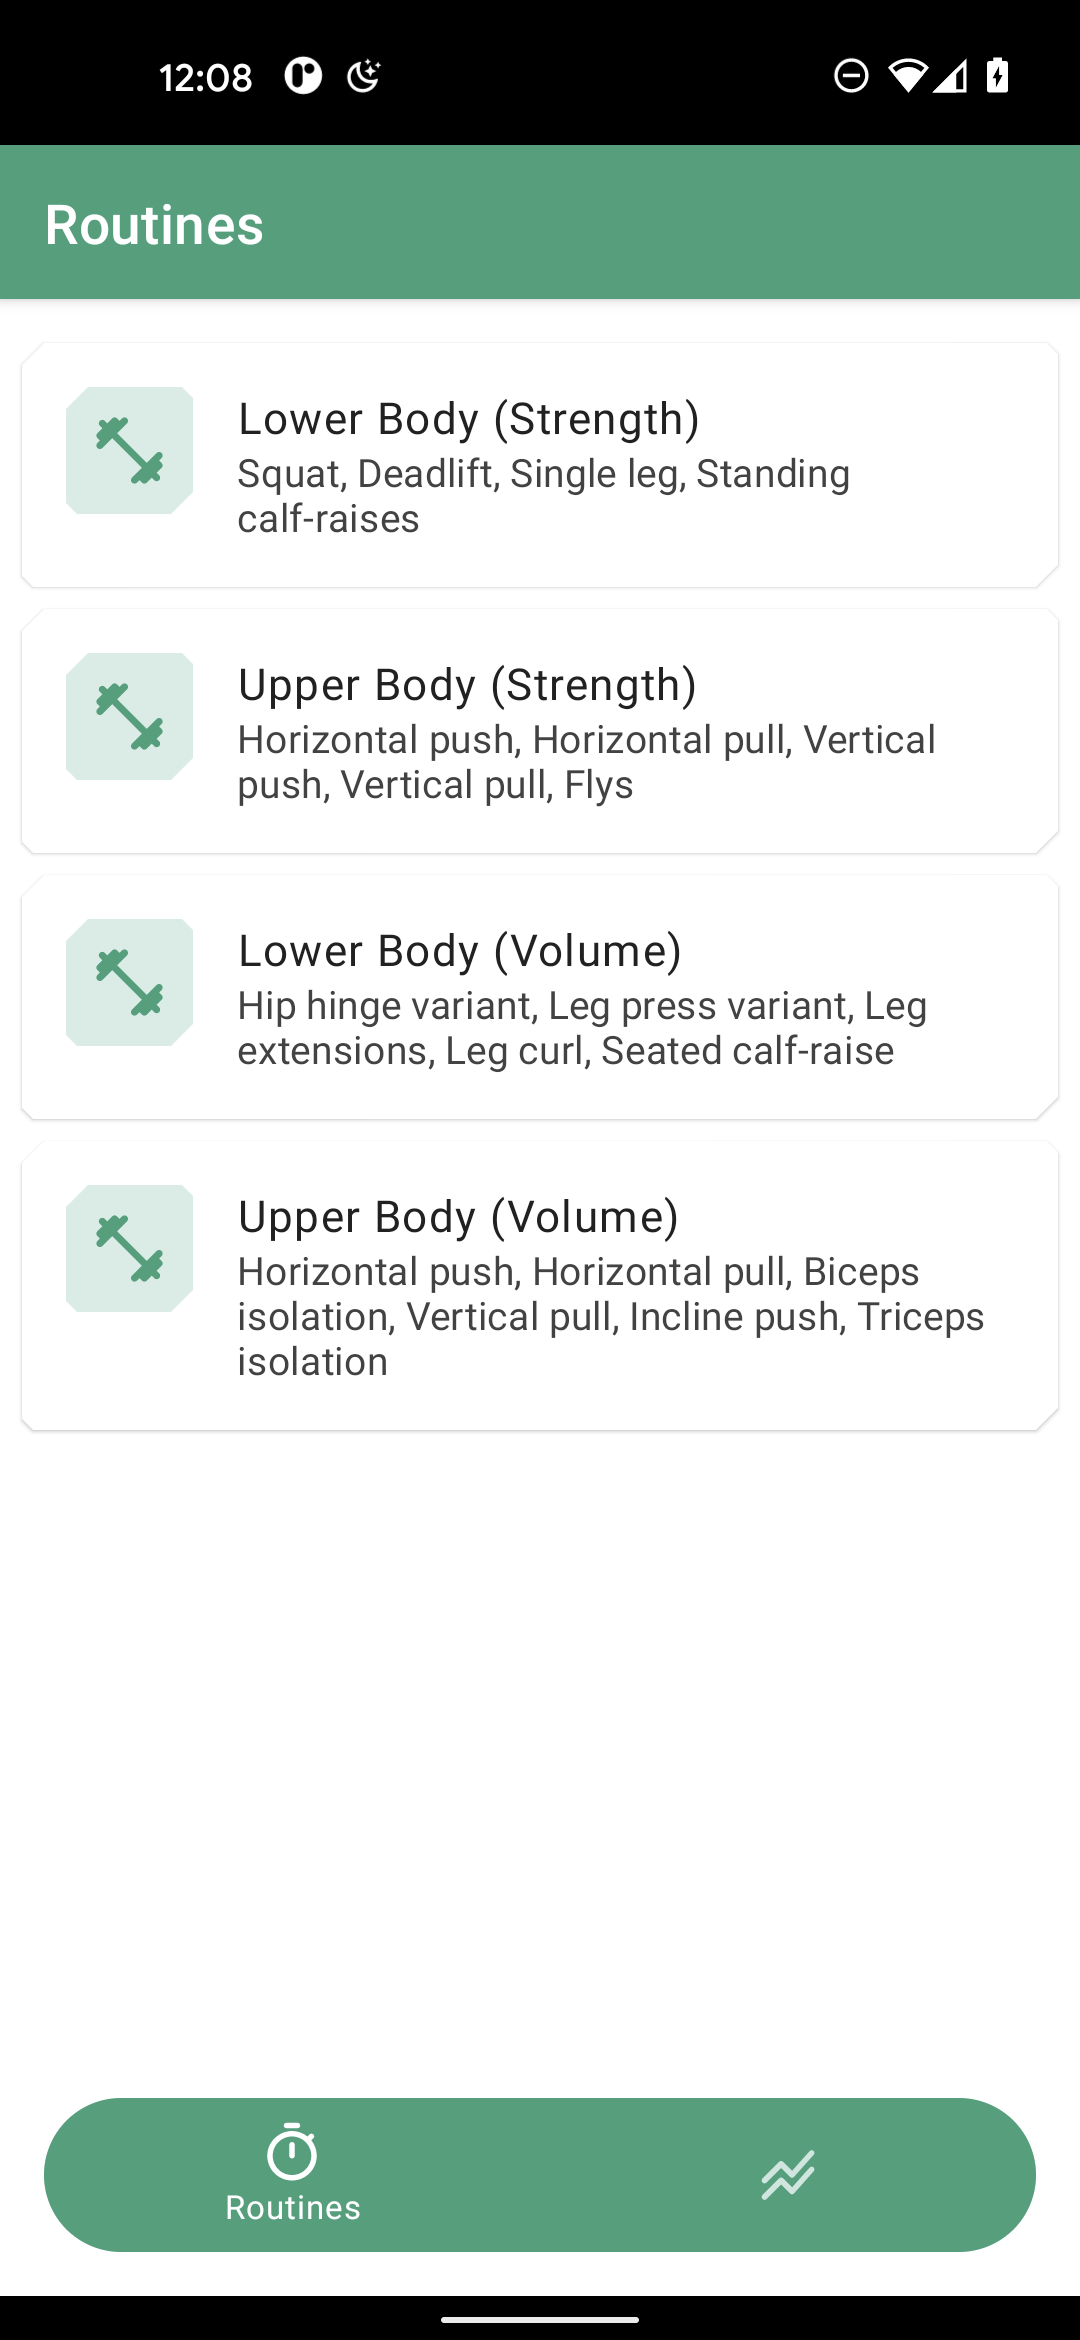 12:08
Routines
Lower Body (Strength)
Squat, Deadlift, Single leg, Standing
calf-raises
Upper Body (Strength)
Horizontal push, Horizontal pull, Vertical
push, Vertical pull, Flys
Lower Body (Volume)
Hip hinge variant, Leg press variant, Leg
extensions, Leg curl, Seated calf-raise
Upper Body (Volume)
Horizontal push, Horizontal pull, Biceps
isolation, Vertical pull, Incline push, Triceps
isolation
Routines